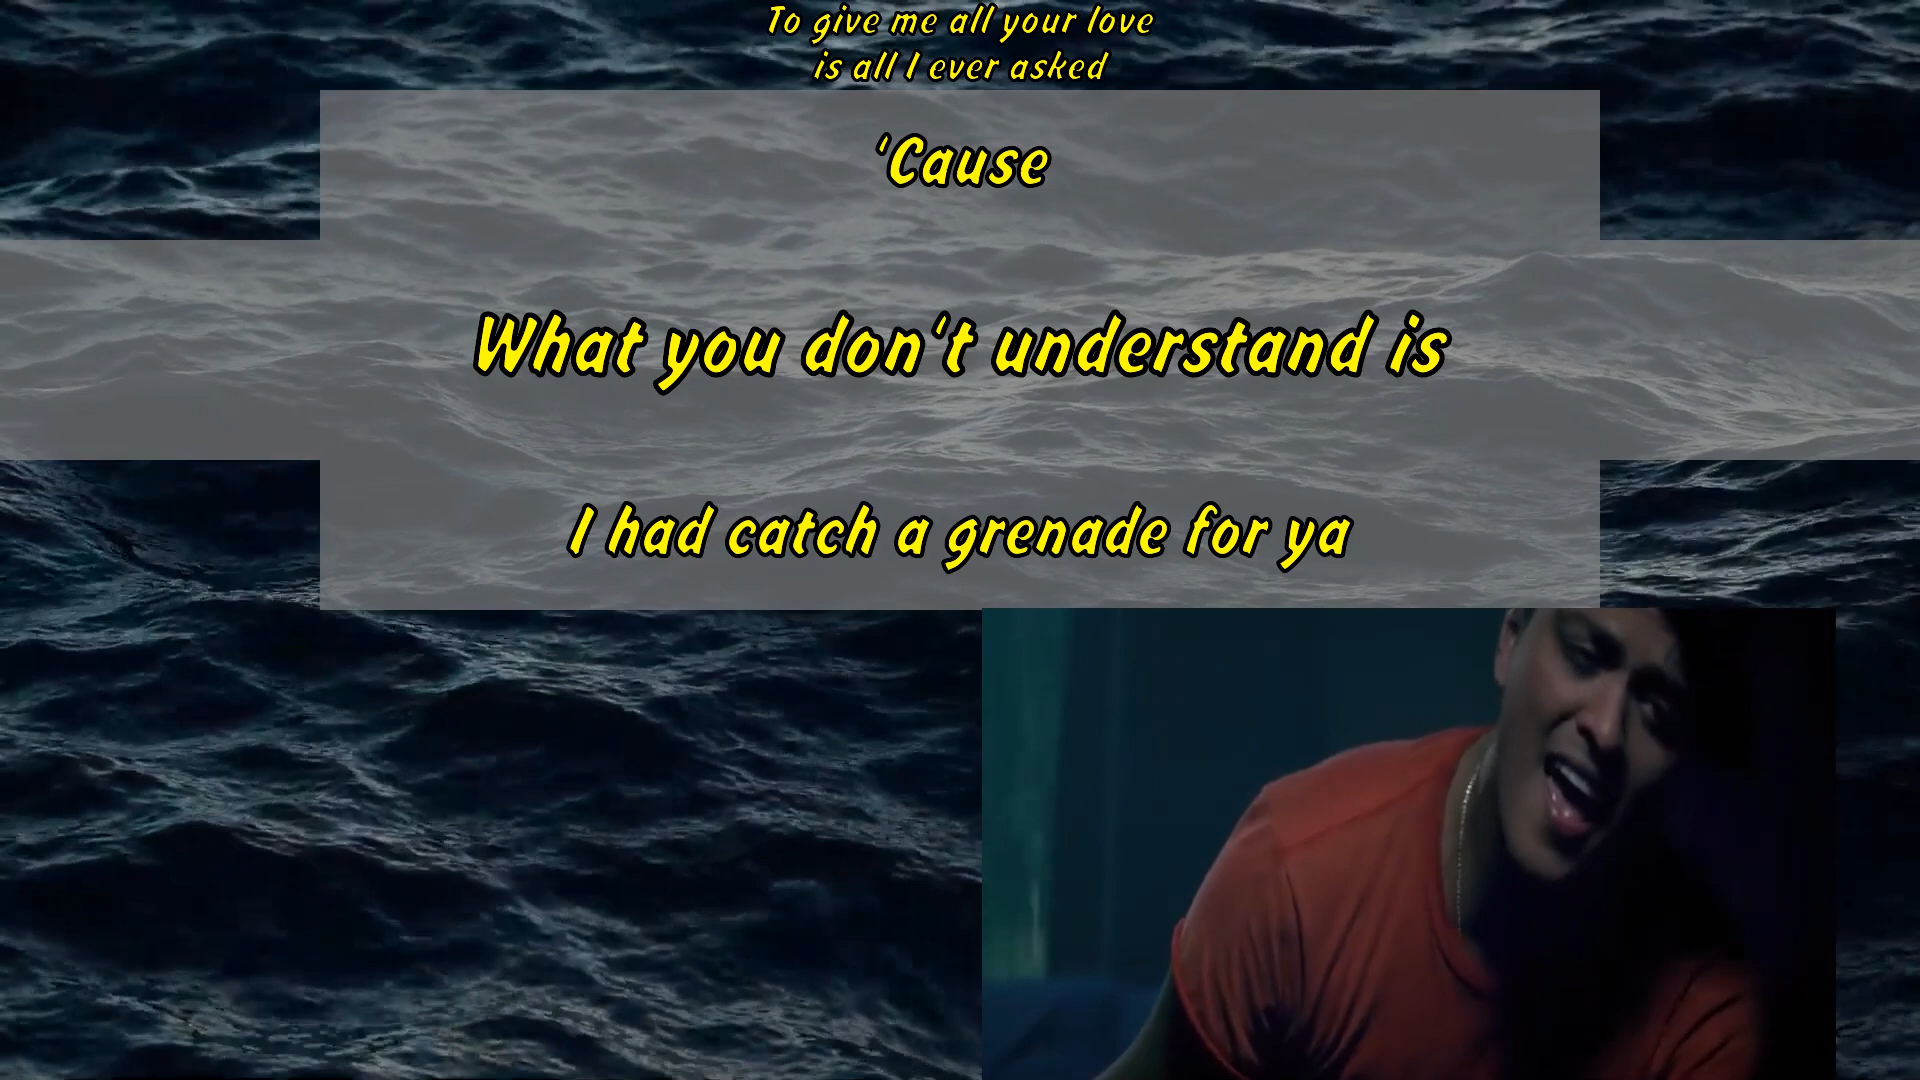 To give me all your love
is all I ever asked
'Cause
What you don't understand is
I had catch a grenade for ya